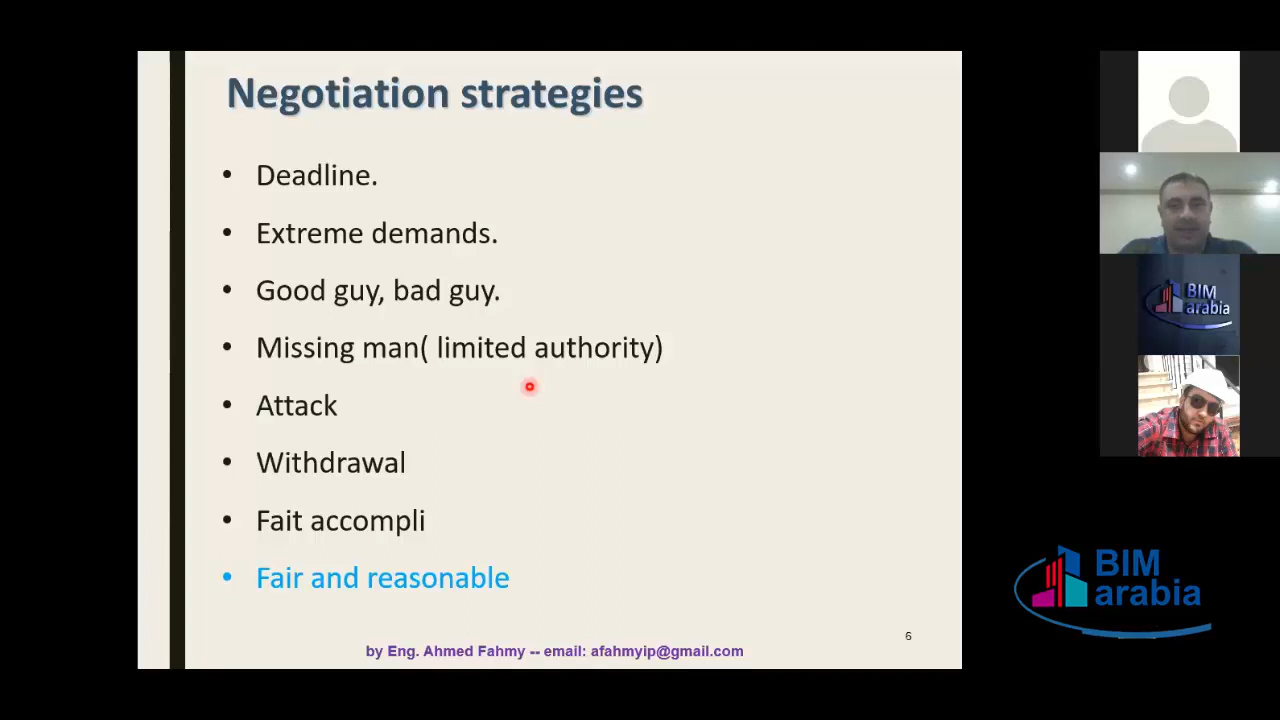 Negotiation strategies
• Deadline.
• Extreme demands.
• Good guy, bad guy.
• Missing man( limited authority)
• Attack
• Withdrawal
• Fait accompli
• Fair and reasonable
6
by Eng. Ahmed Fahmy -- email: afahmyip@gmail.com
BIM
arabia
BIM
arabia